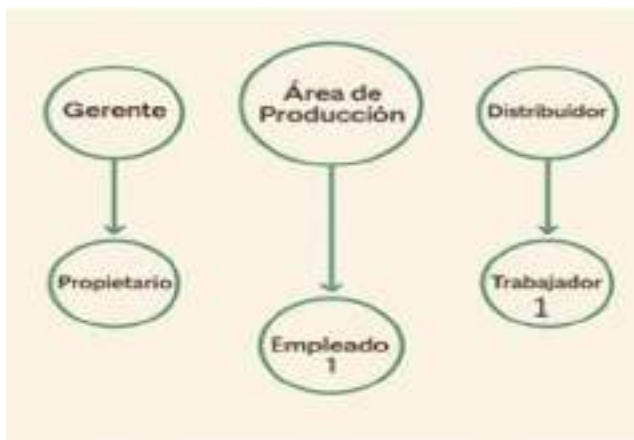 Gerente
Área de
Producción
Distribuidor
Propietario
Empleado
1
Trabajador
1